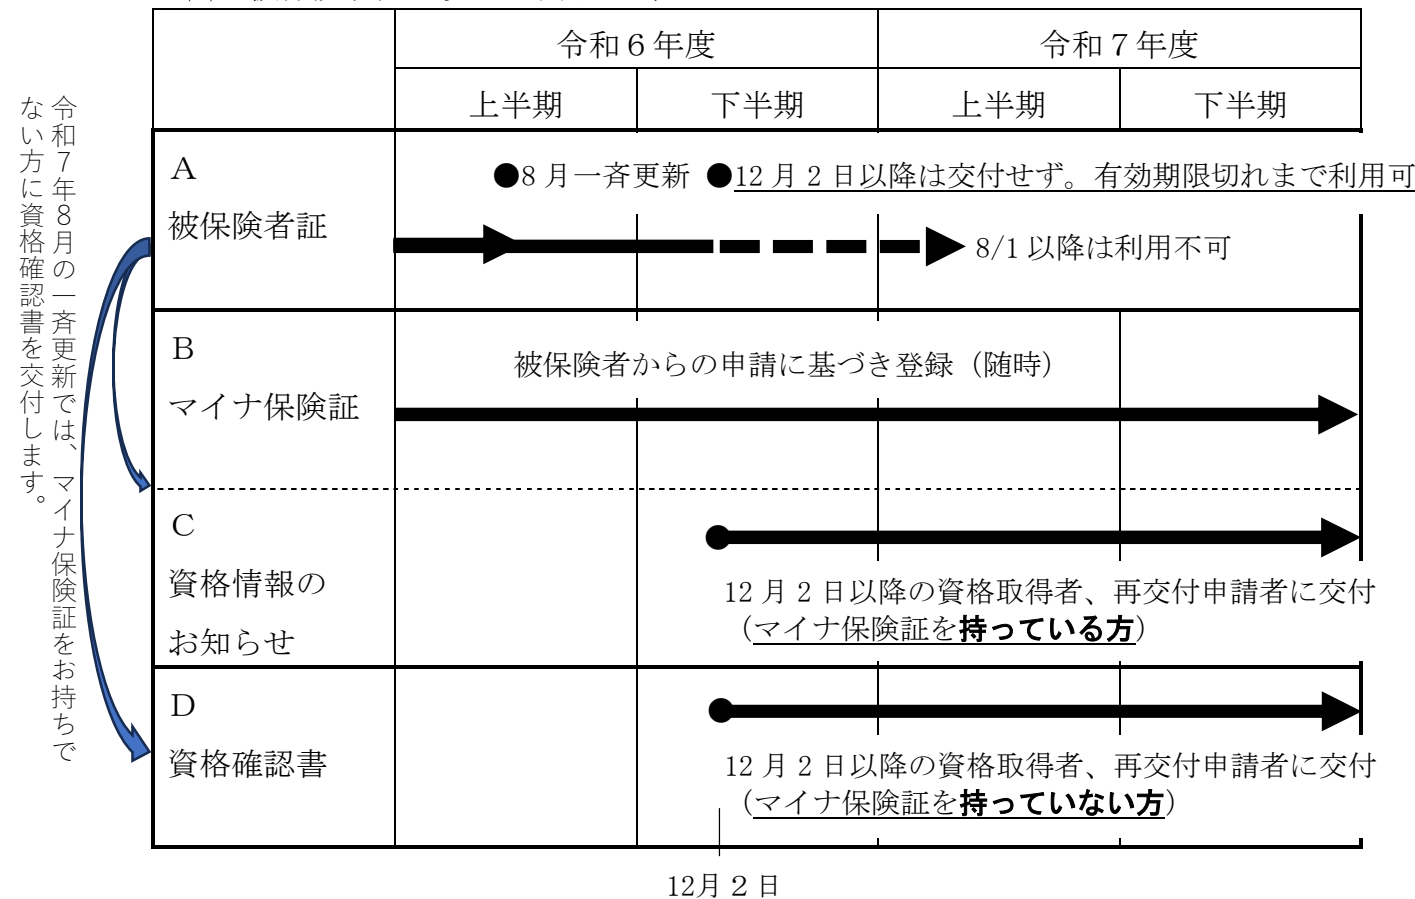 令和６年度
令和７年度
上半期
下半期
上半期
下半期
令和７年８月の一斉更新では、マイナ保険証をお持ちで
ない方に資格確認書を交付します。
Ａ
被保険者証
●8 月一斉更新
●12 月 2 日以降は交付せず。有効期限切れまで利用可
8/1 以降は利用不可
Ｂ
マイナ保険証
被保険者からの申請に基づき登録（随時）
Ｃ
資格情報の
お知らせ
12 月 2 日以降の資格取得者、再交付申請者に交付
（マイナ保険証を持っている方）
Ｄ
資格確認書
12 月 2 日以降の資格取得者、再交付申請者に交付
（マイナ保険証を持っていない方）
12月 2 日